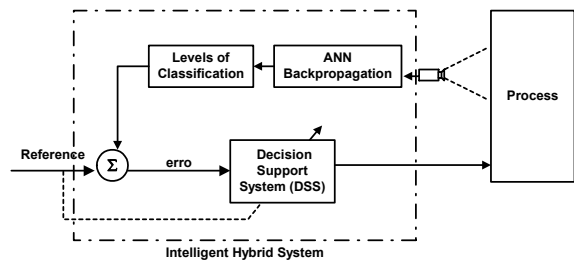 Levels of
Classification
ANN
Backpropagation
Process
Reference
Σ
erro
Decision
Support
System (DSS)
Intelligent Hybrid System